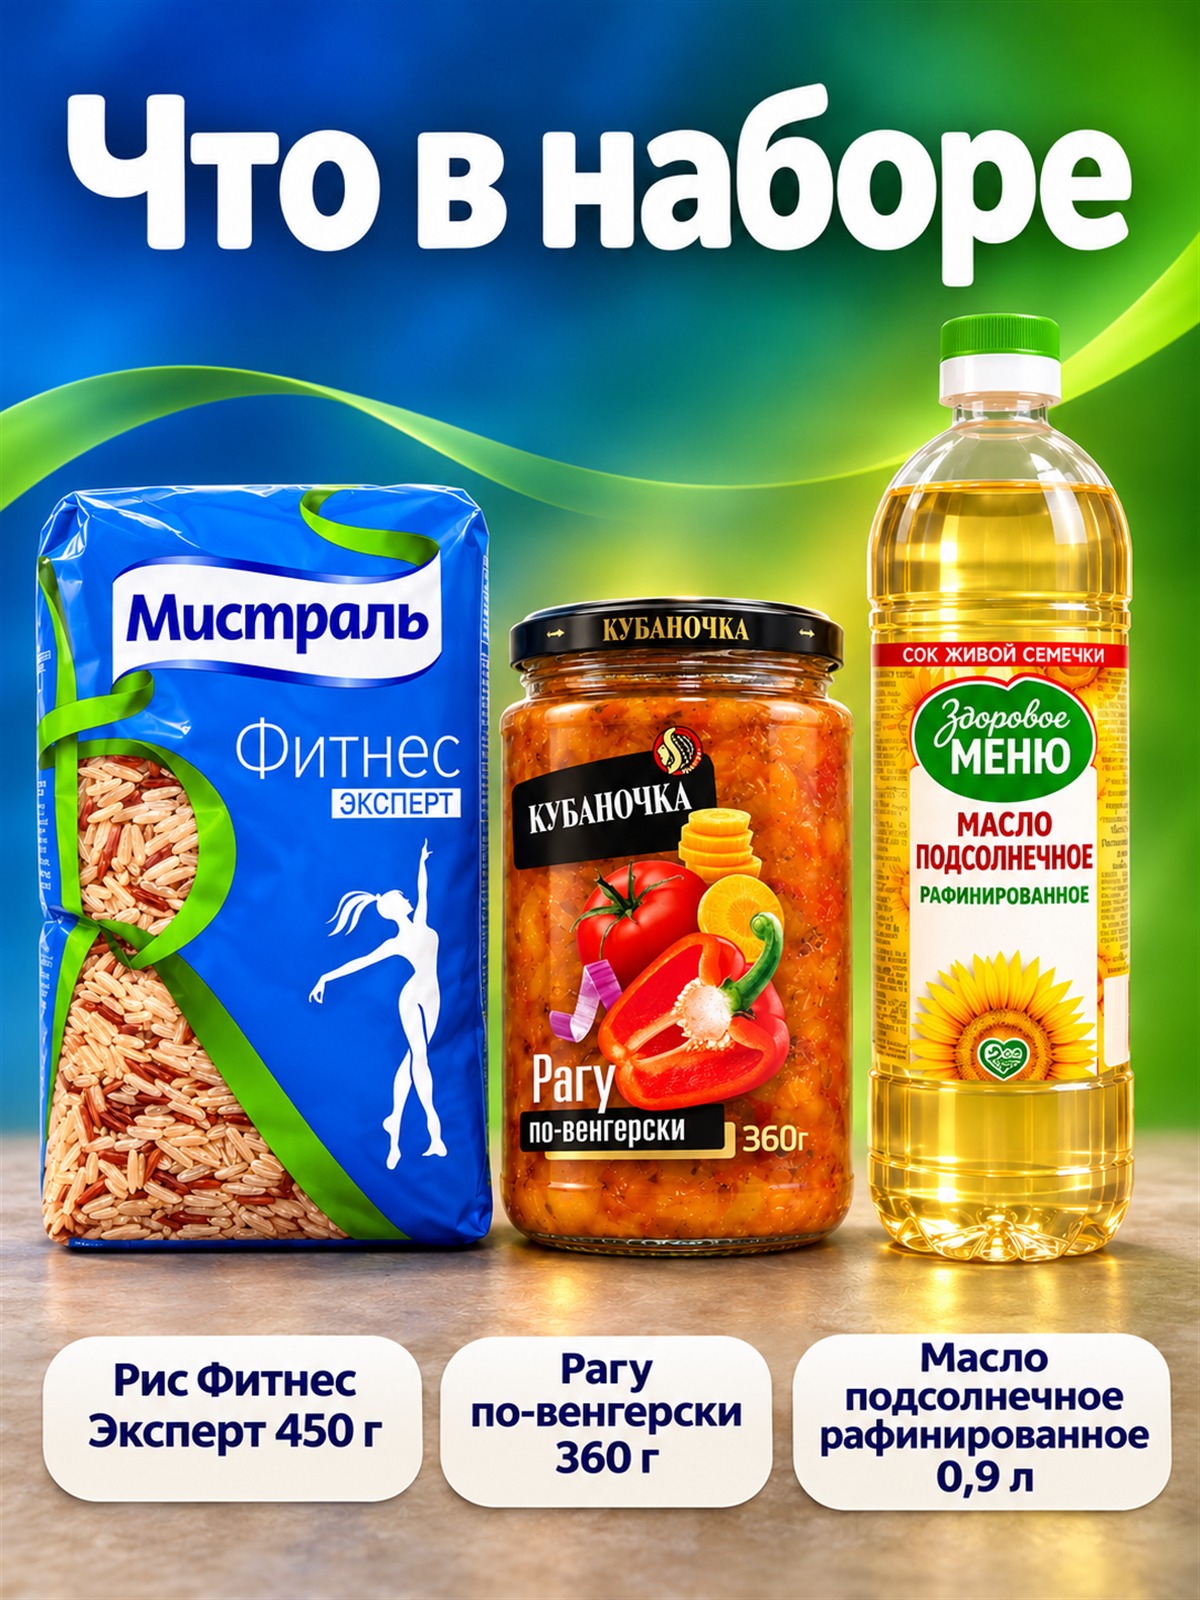 Что в наборе
Мистраль
Фитнес
ЭКСПЕРТ
КУБАНОЧКА
КУБАНОЧКА
Рагу
по-венгерски
360г
СОК ЖИВОЙ СЕМЕЧКИ
Здоровое
МЕНЮ
МАСЛО
ПОДСОЛНЕЧНОЕ
РАФИНИРОВАННОЕ
Рис Фитнес
Эксперт 450 г
Рагу
по-венгерски
360 г
Масло
подсолнечное
рафинированное
0,9 л